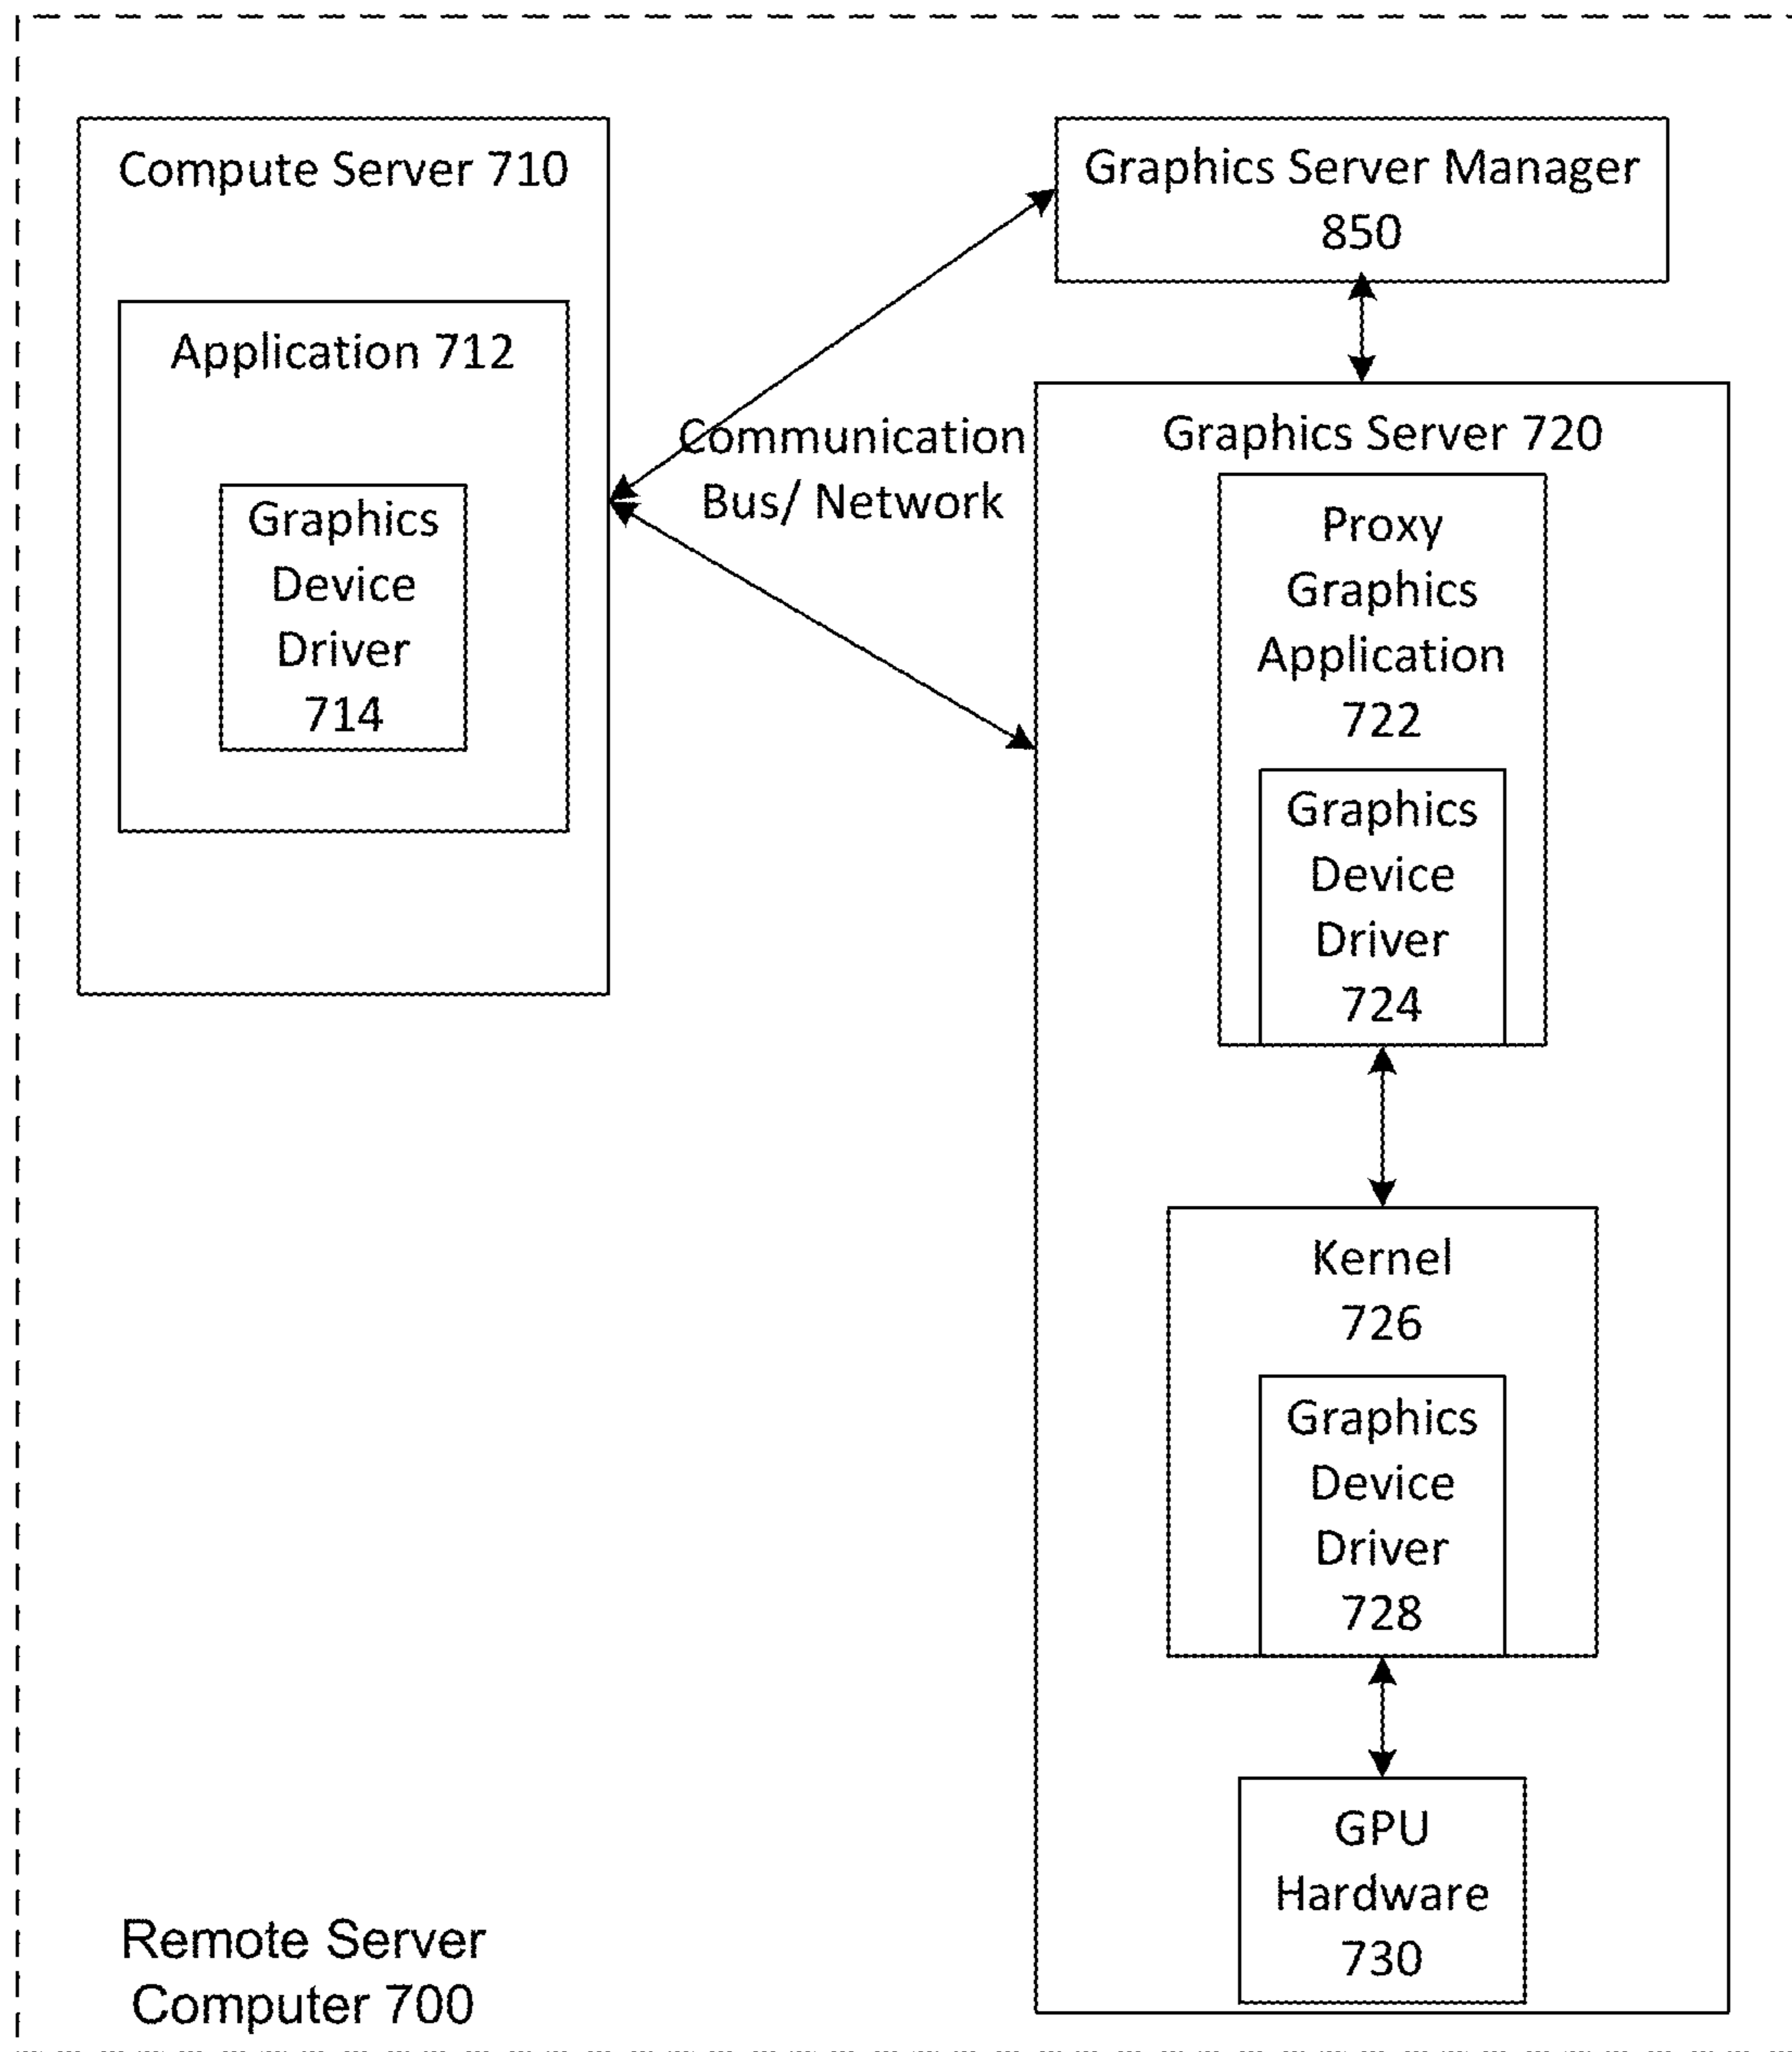 Compute Server 710
Application 712
Graphics
Device
Driver
714
Communication
Bus/ Network
Graphics Server Manager
850
Graphics Server 720
Proxy
Graphics
Application
722
Graphics
Device
Driver
724
Kernel
726
Graphics
Device
Driver
728
GPU
Hardware
730
Remote Server
Computer 700